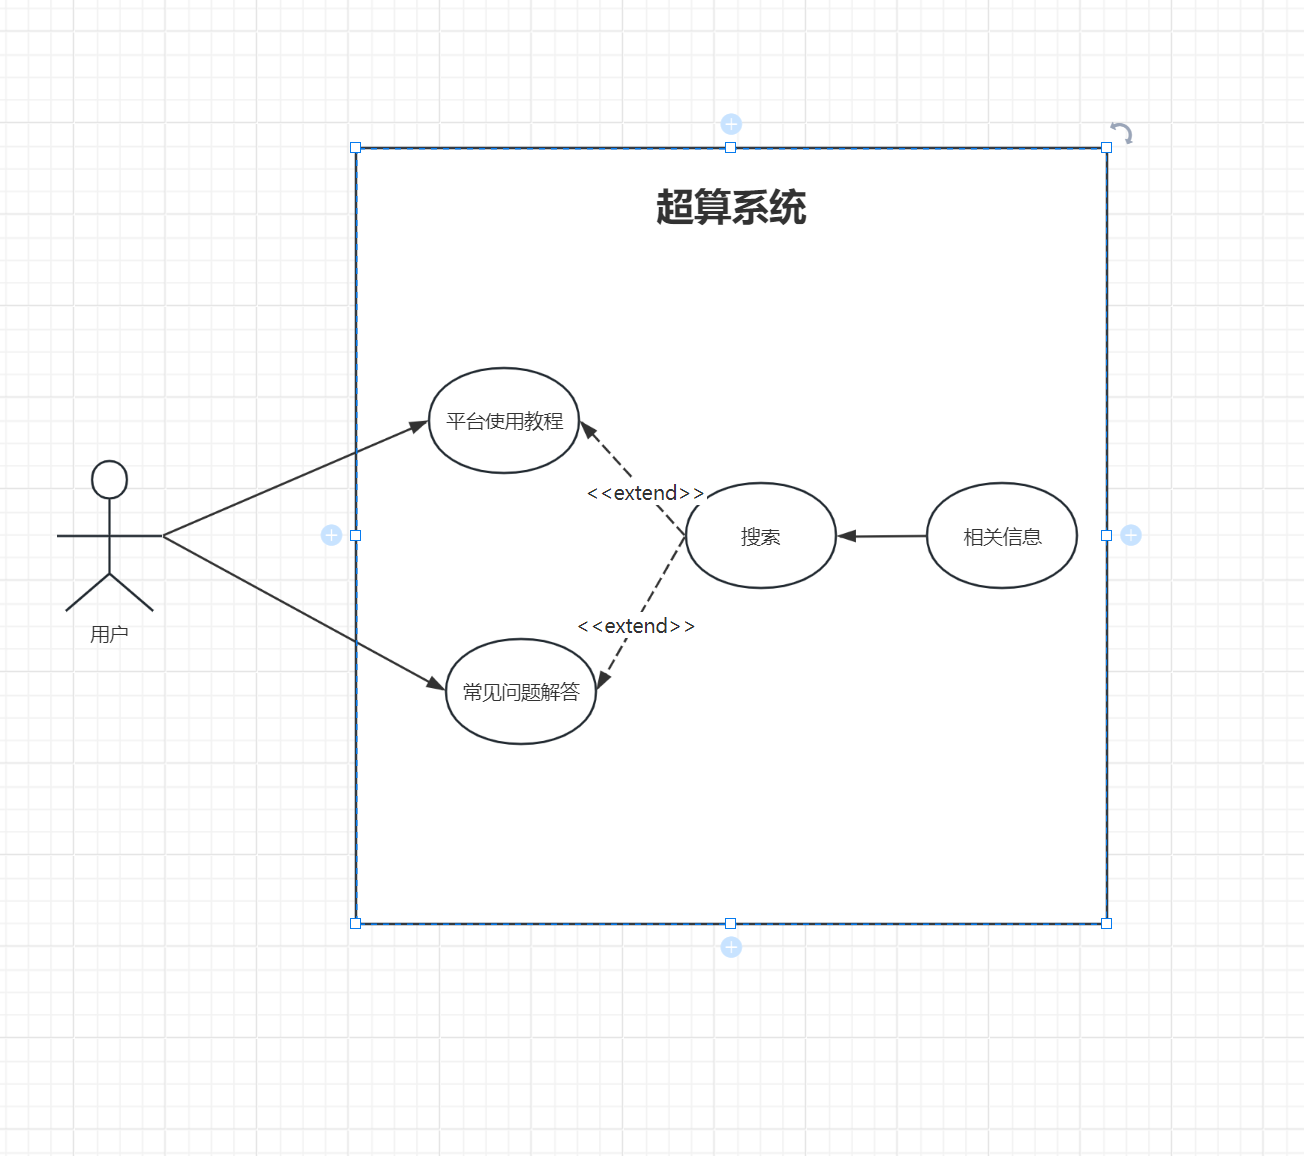 超算系统
平台使用教程
<<extend>>
搜索
相关信息
<<extend>>
用户
常见问题解答